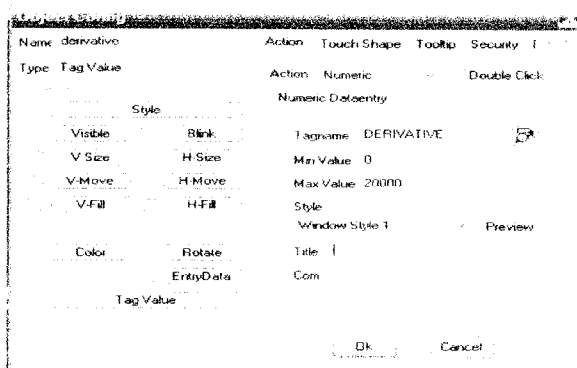 Name derivative
Type Tag Value
Style
Visible Blink
V Size H-Size
V-Move H-Move
V-Fill H-Fill
Color Rotate
EntryData
Tag Value
Action Touch Shape Tooltip Security
Action Numeric Double Click
Numeric Dataentry
Tagname DERIVATIVE
Min Value 0
Max Value 20000
Style
Window Style 1 Preview
Title
Com
Ok Cancel